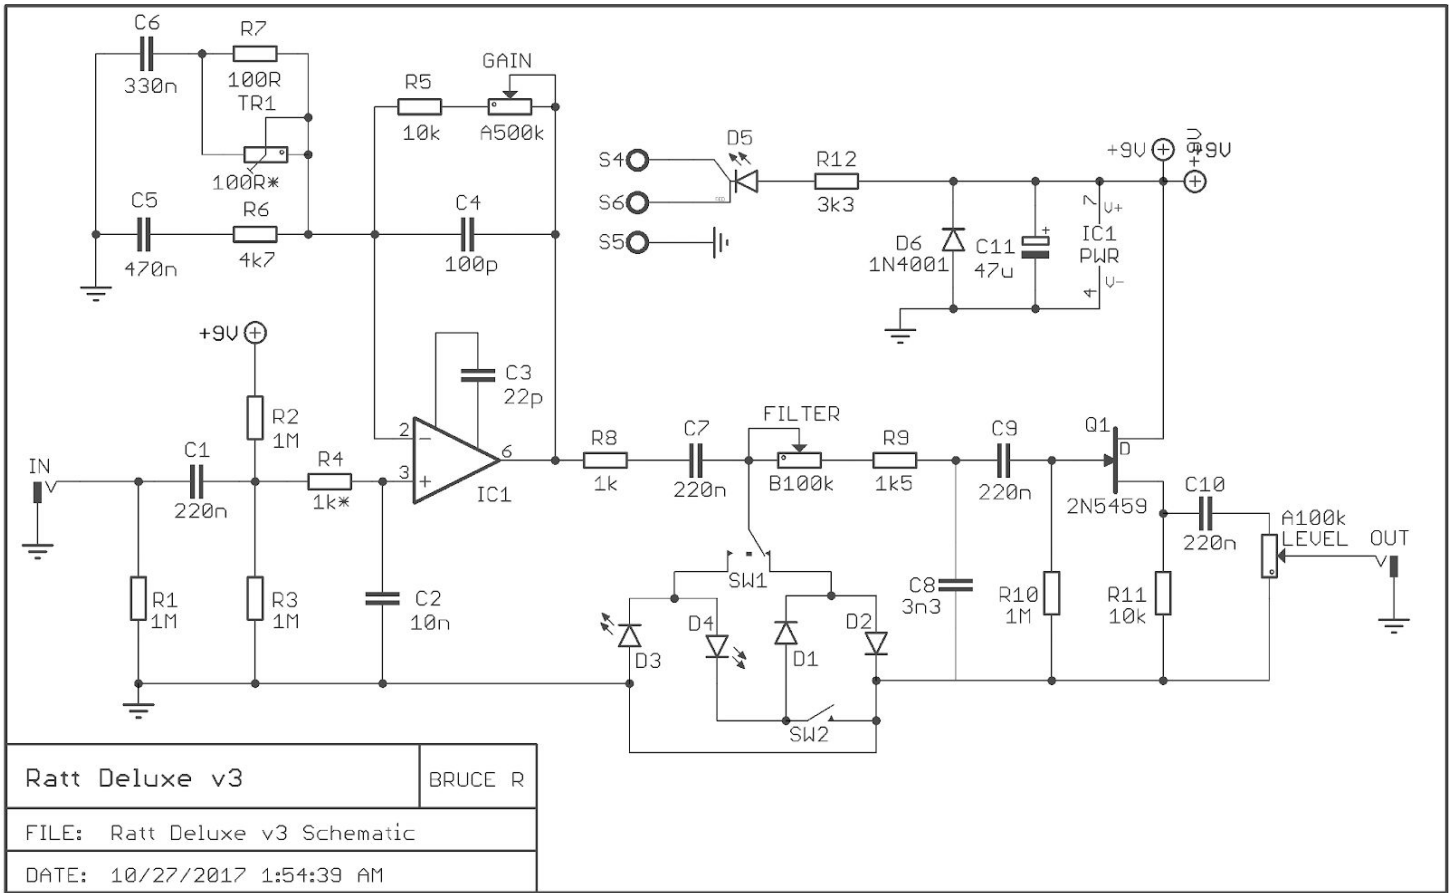 C6
330n
R7
100R
TR1
100R*
C5
470n
R6
4k7
R5
10k
GAIN
A500k
C4
100p
S4
S6
S5
D5
R12
3k3
+9V
+9V
+9V
D6
1N4001
C11
+
47u
7
V+
IC1
PWR
4
V-
+9V
R2
1M
C3
22p
IN
C1
220n
R4
1k*
2
-
3
+
6
IC1
R8
1k
C7
220n
FILTER
B100k
R9
1k5
C9
220n
Q1
D
2N5459
C10
220n
A100k
LEVEL
OUT
R1
1M
R3
1M
C2
10n
SW1
D3
D4
D1
D2
SW2
C8
3n3
R10
1M
R11
10k
Ratt Deluxe v3
BRUCE R
FILE: Ratt Deluxe v3 Schematic
DATE: 10/27/2017 1:54:39 AM